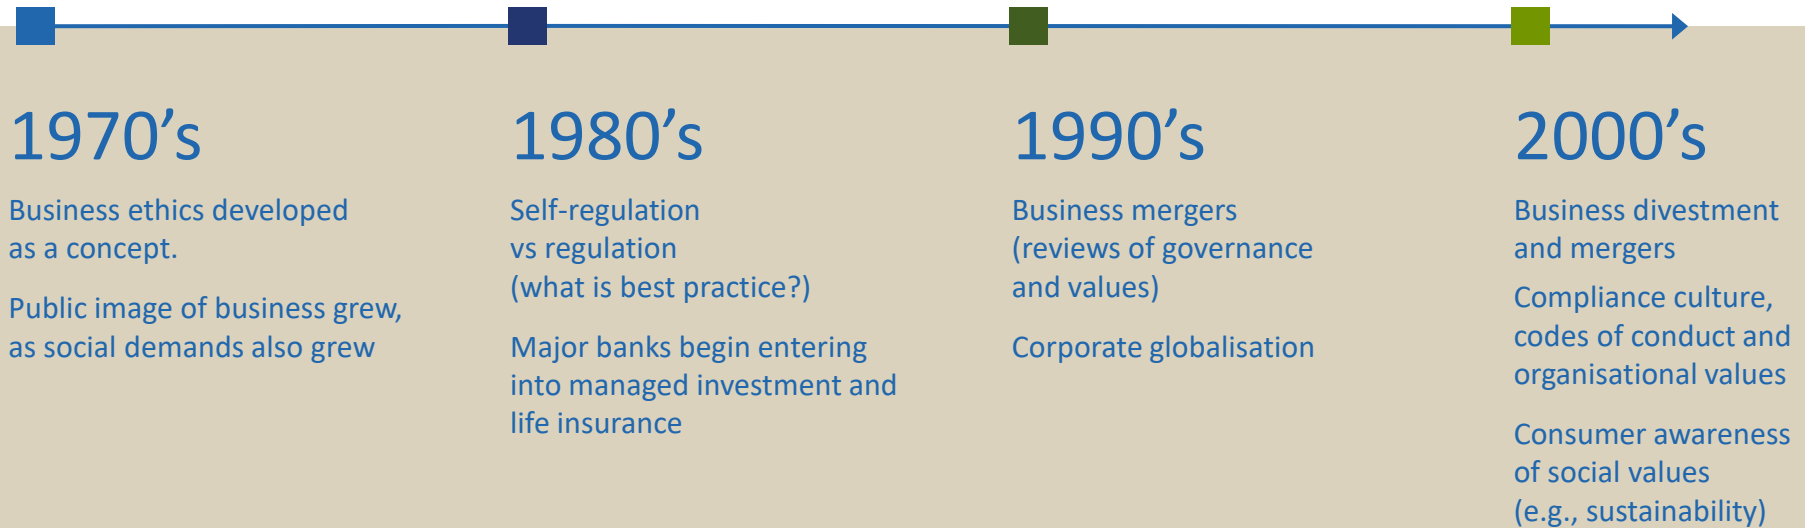 1970’s
Business ethics developed
as a concept.
Public image of business grew,
as social demands also grew
1980’s
Self-regulation
vs regulation
(what is best practice?)
Major banks begin entering
into managed investment and
life insurance
1990’s
Business mergers
(reviews of governance
and values)
Corporate globalisation
2000’s
Business divestment
and mergers
Compliance culture,
codes of conduct and
organisational values
Consumer awareness
of social values
(e.g., sustainability)